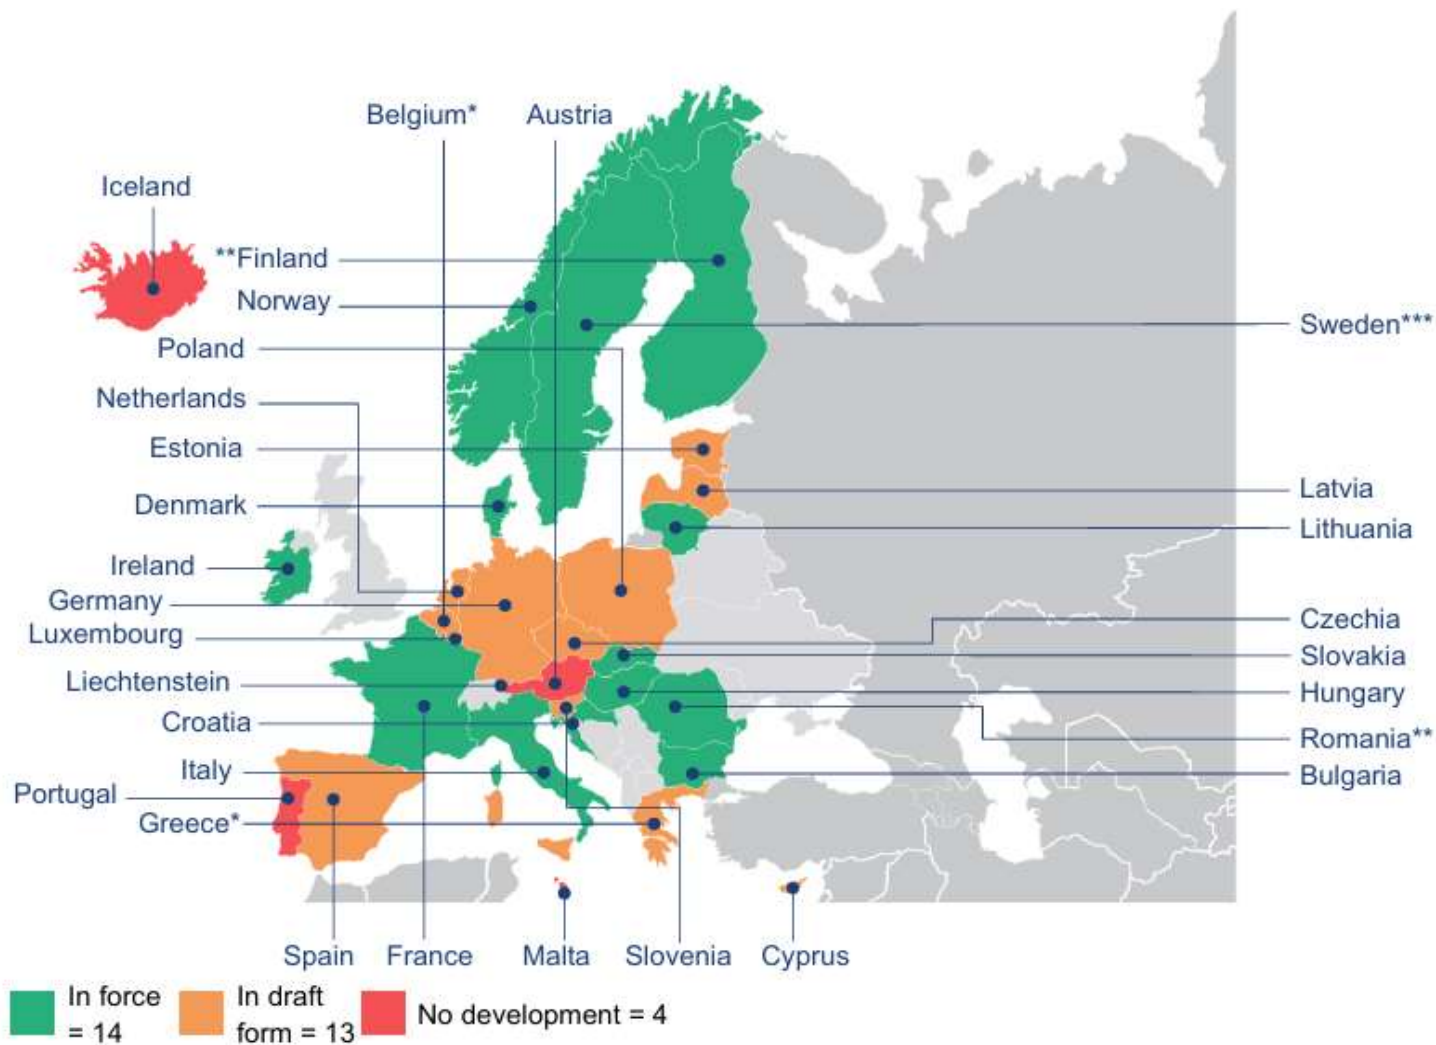 Belgium*
Austria
Iceland
**Finland
Norway
Sweden***
Poland
Netherlands
Estonia
Latvia
Denmark
Lithuania
Ireland
Germany
Czechia
Luxembourg
Slovakia
Liechtenstein
Hungary
Croatia
Romania**
Italy
Bulgaria
Portugal
Greece*
Spain
France
Malta
Slovenia
Cyprus
In force
= 14
In draft
form = 13
No development = 4